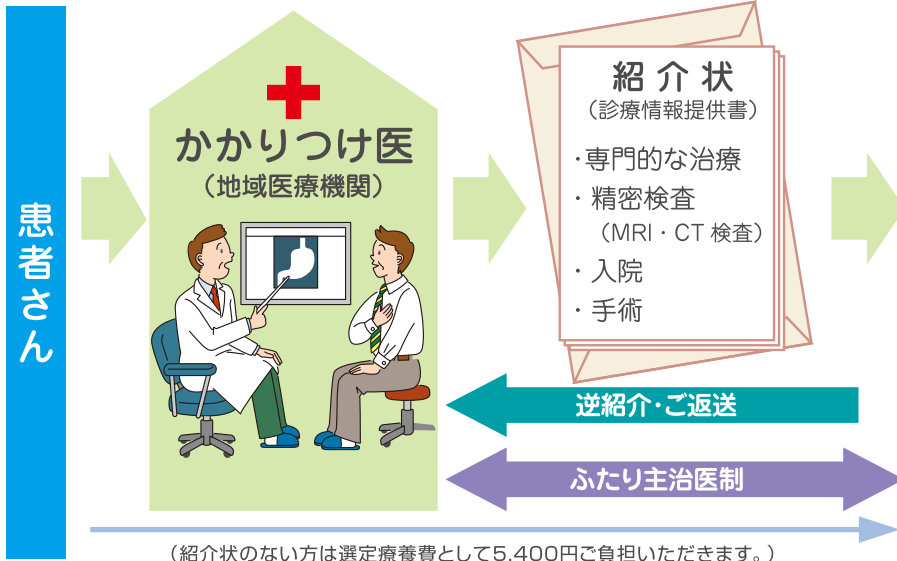 患者さん
かかりつけ医
（地域医療機関）
紹介状
（診療情報提供書）
・専門的な治療
・精密検査
（MRI・CT 検査）
・入院
・手術
逆紹介・ご返送
ふたり主治医制
（紹介状のない方は選定療養費として5,400円ご負担いただきます。）